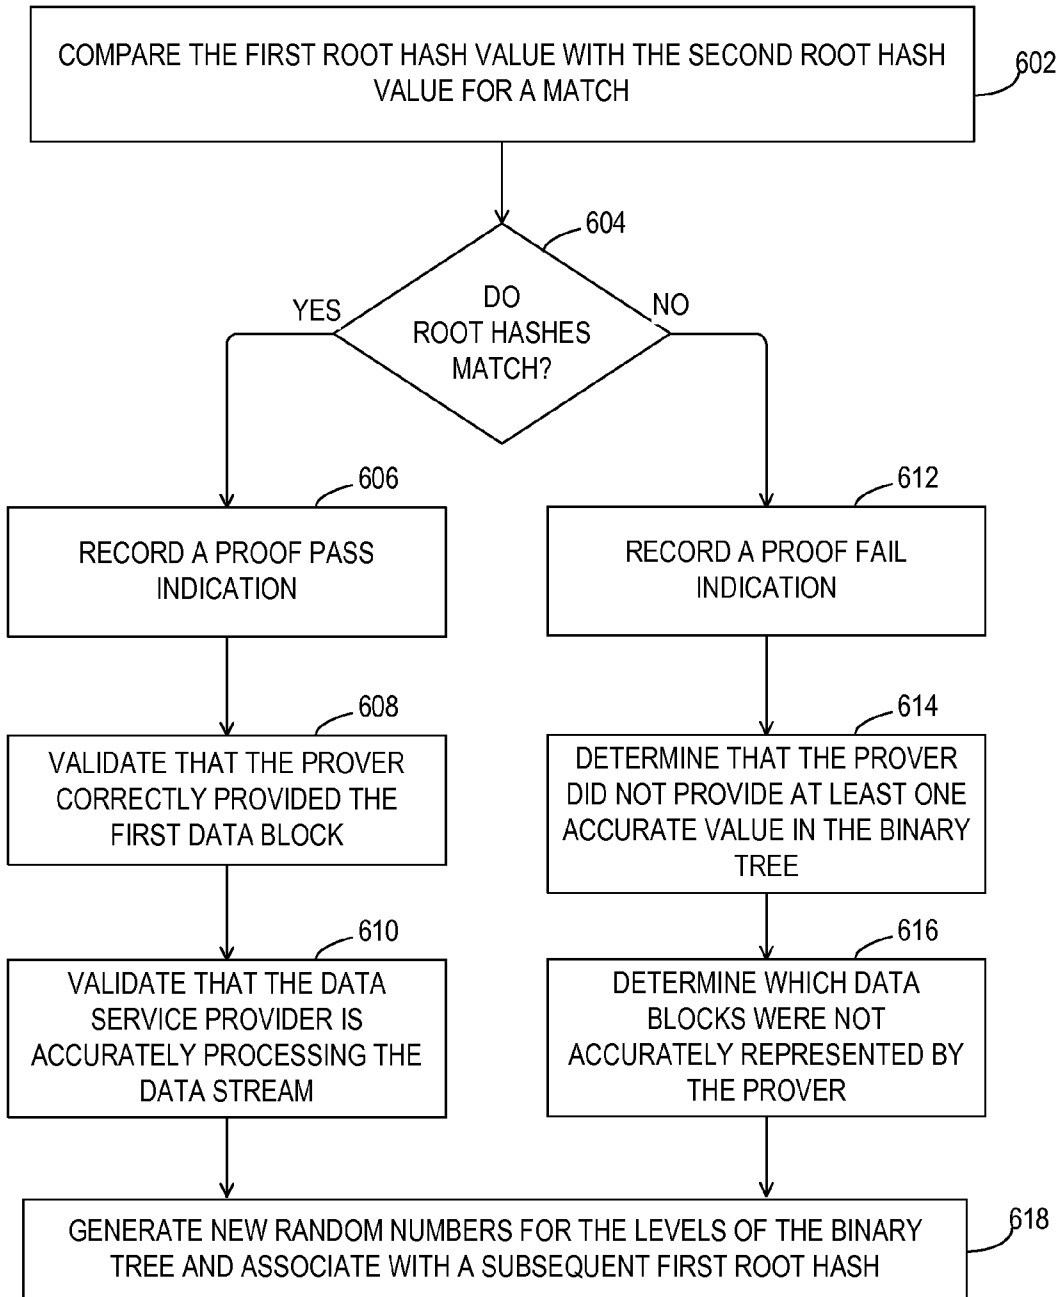 COMPARE THE FIRST ROOT HASH VALUE WITH THE SECOND ROOT HASH
VALUE FOR A MATCH
602
604
DO
ROOT HASHES
MATCH?
YES
NO
606
RECORD A PROOF PASS
INDICATION
612
RECORD A PROOF FAIL
INDICATION
608
VALIDATE THAT THE PROVER
CORRECTLY PROVIDED THE
FIRST DATA BLOCK
614
DETERMINE THAT THE PROVER
DID NOT PROVIDE AT LEAST ONE
ACCURATE VALUE IN THE BINARY
TREE
610
VALIDATE THAT THE DATA
SERVICE PROVIDER IS
ACCURATELY PROCESSING THE
DATA STREAM
616
DETERMINE WHICH DATA
BLOCKS WERE NOT
ACCURATELY REPRESENTED BY
THE PROVER
GENERATE NEW RANDOM NUMBERS FOR THE LEVELS OF THE BINARY
TREE AND ASSOCIATE WITH A SUBSEQUENT FIRST ROOT HASH
618